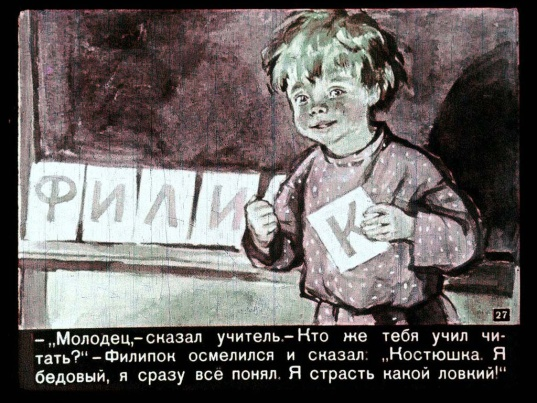 ФИЛИ
К
27
– „Молодец,– сказал учитель.– Кто же тебя учил чи-
тать?“ – Филипок осмелился и сказал: „Костюшка. Я
бедовый, я сразу всё понял. Я страсть какой ловкий!“